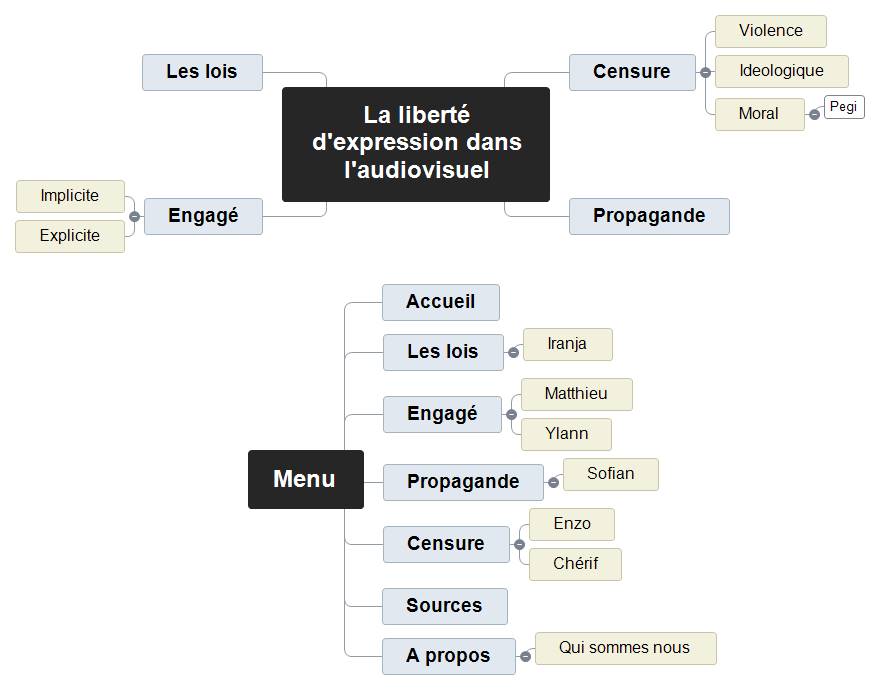 La liberté
d'expression dans
l'audiovisuel
Les lois
Engagé
Implicite
Explicite
Censure
Violence
Ideologique
Moral
Pegi
Propagande
Menu
Accueil
Les lois
Iranja
Engagé
Matthieu
Ylann
Propagande
Sofian
Censure
Enzo
Chérif
Sources
A propos
Qui sommes nous